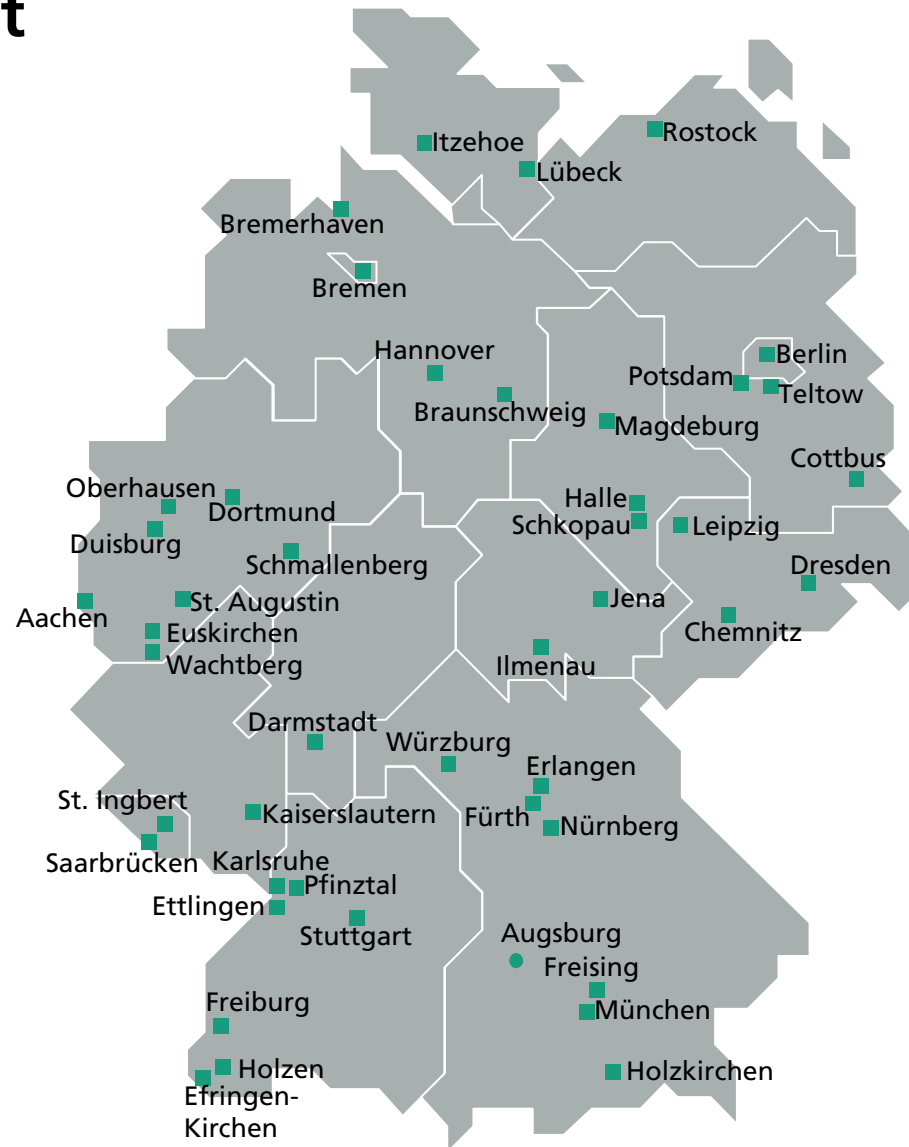 t
Itzehoe
Rostock
Lübeck
Bremerhaven
Bremen
Hannover
Berlin
Potsdam
Teltow
Braunschweig
Magdeburg
Cottbus
Oberhausen
Dortmund
Halle
Schkopau
Leipzig
Duisburg
Schmallenberg
Dresden
Aachen
St. Augustin
Jena
Euskirchen
Chemnitz
Wachtberg
Ilmenau
Darmstadt
Würzburg
Erlangen
St. Ingbert
Kaiserslautern
Fürth
Nürnberg
Saarbrücken
Karlsruhe
Pfinztal
Ettlingen
Stuttgart
Augsburg
Freising
Freiburg
München
Holzen
Holzkirchen
Efringen-
Kirchen